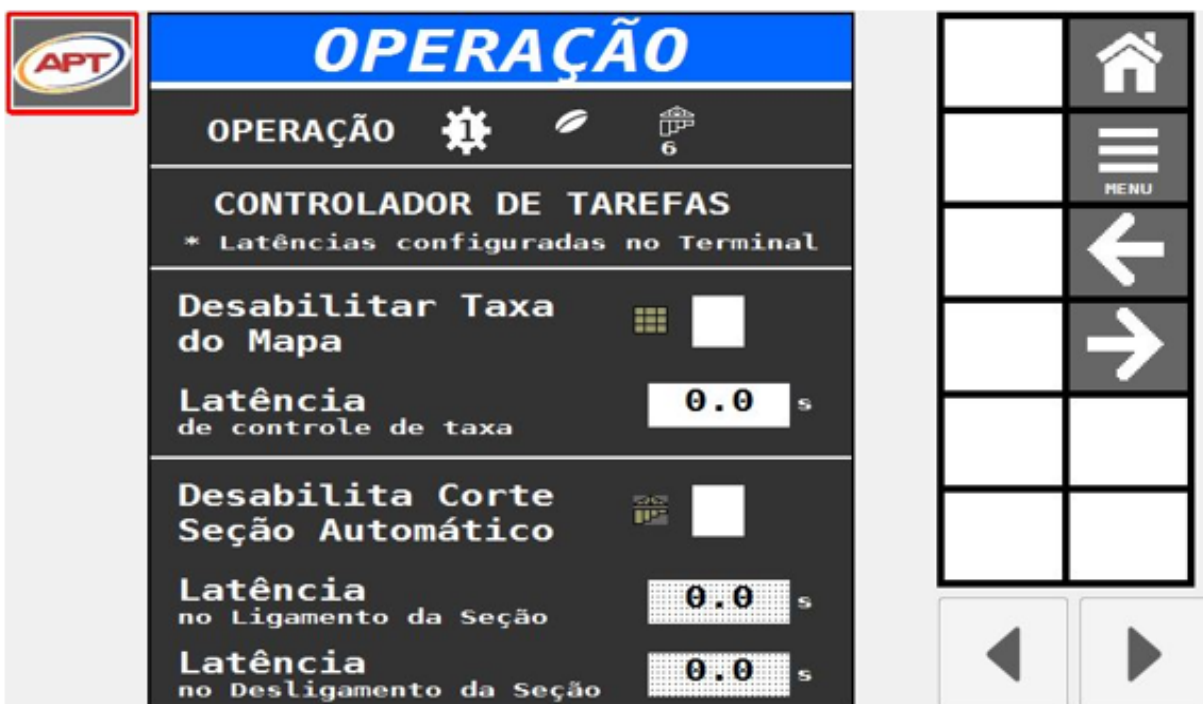 APT
OPERAÇÃO
OPERAÇÃO 1
6
CONTROLADOR DE TAREFAS
* Latências configuradas no Terminal
Desabilitar Taxa
do Mapa
Latência
de controle de taxa
0.0 s
Desabilita Corte
Seção Automático
Latência
no Ligamento da Seção
0.0 s
Latência
no Desligamento da Seção
0.0 s
MENU